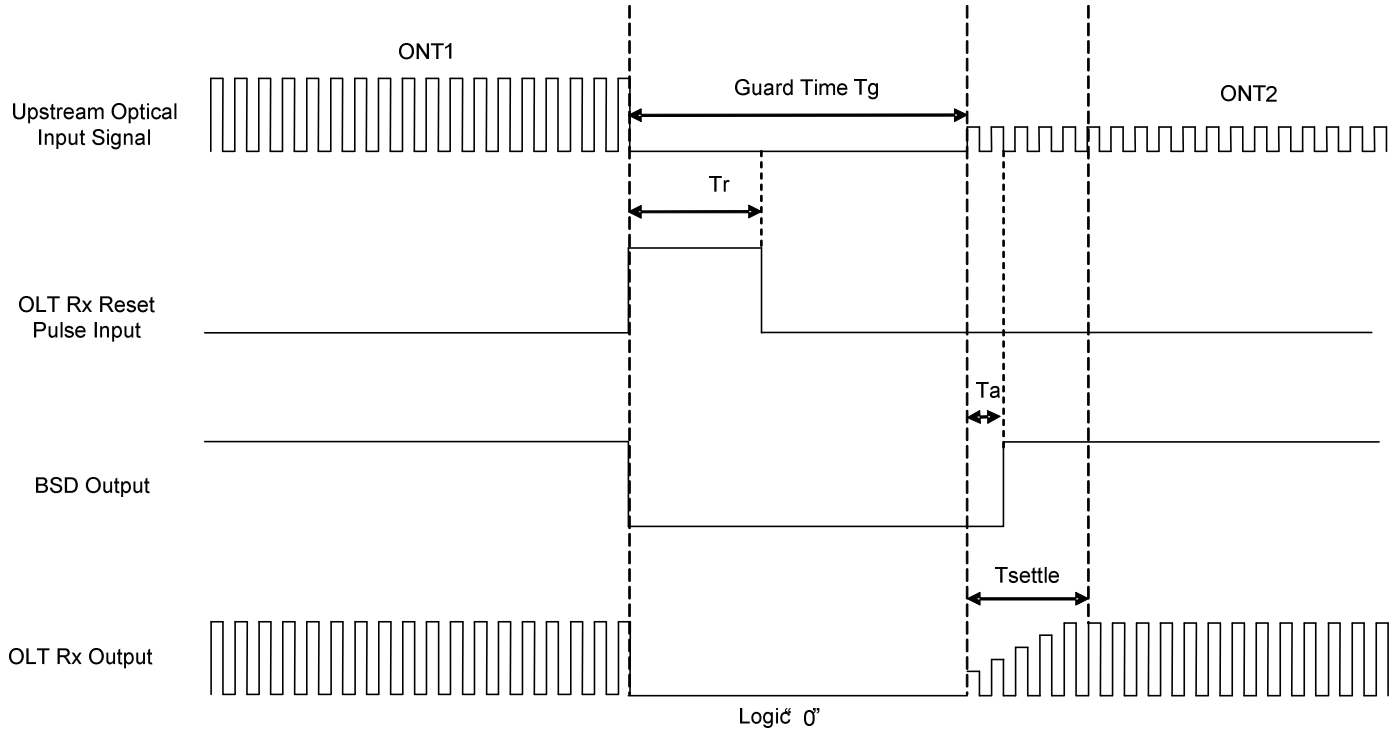 ONT1
Guard Time Tg
ONT2
Upstream Optical
Input Signal
Tr
OLT Rx Reset
Pulse Input
Ta
BSD Output
Tsettle
OLT Rx Output
Logic“ 0”